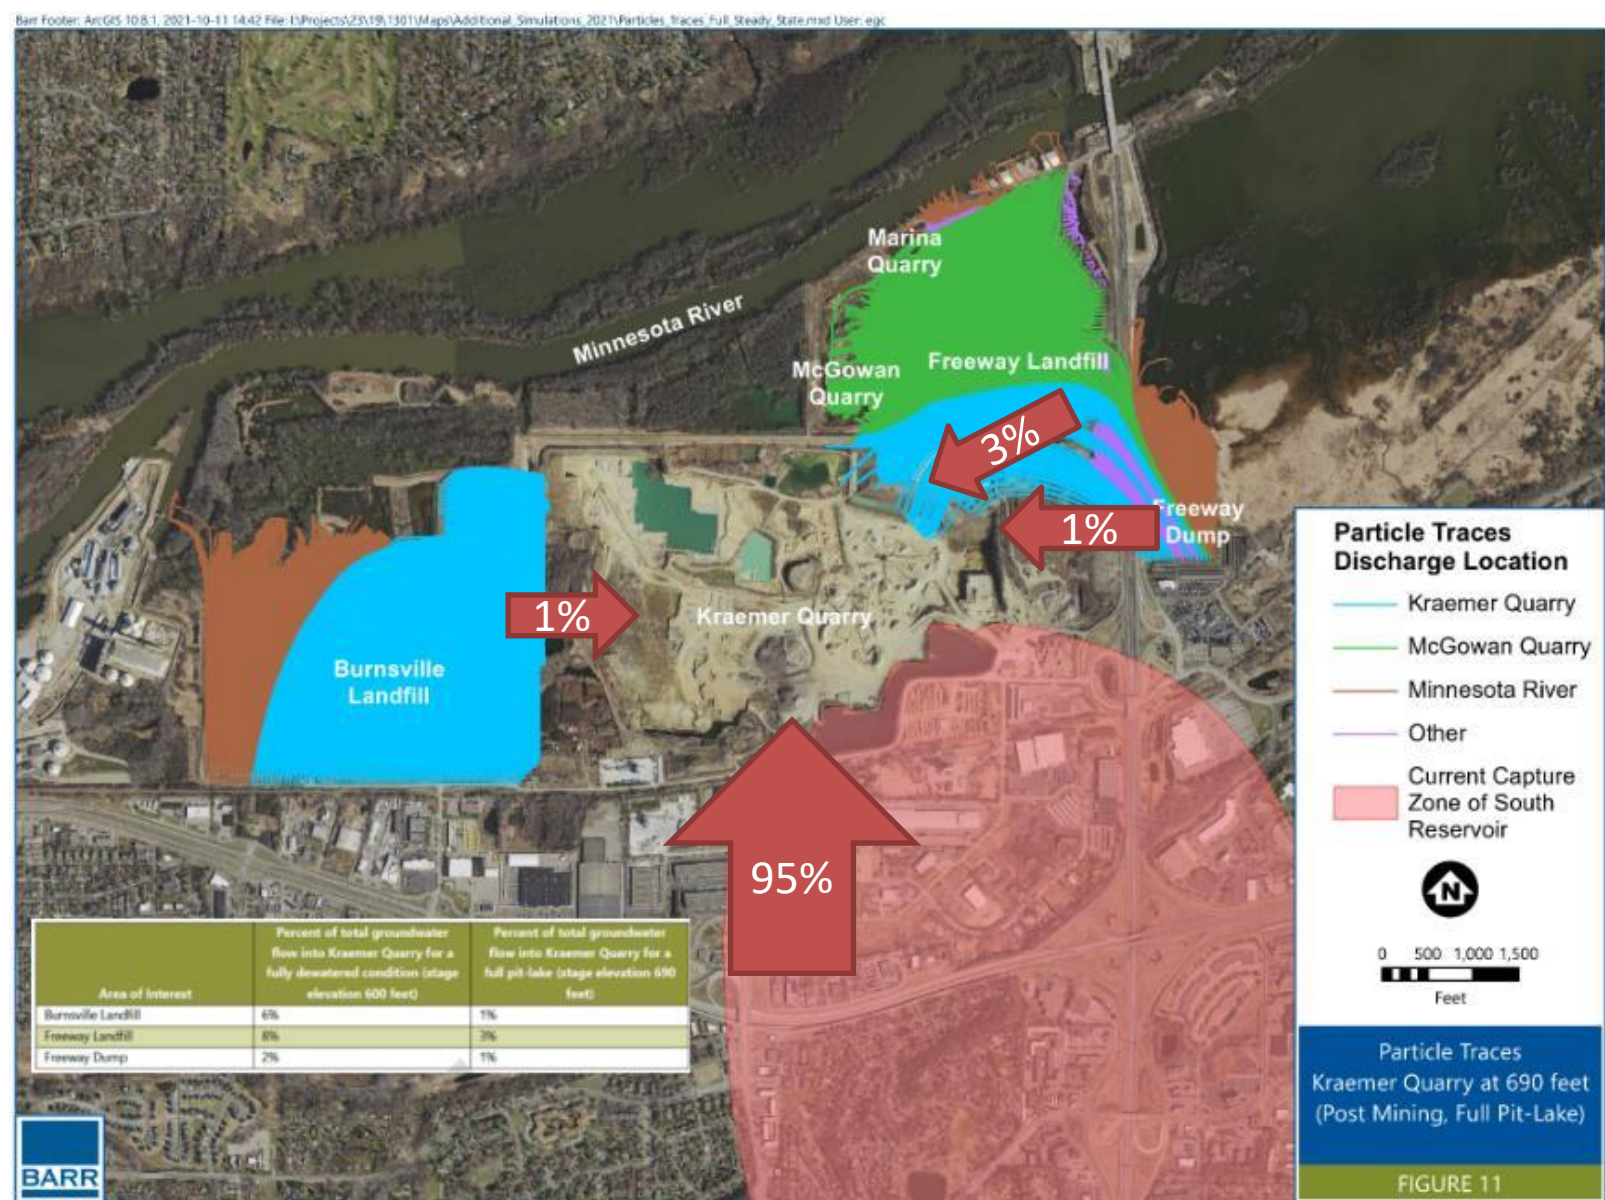 Barr Footer: ArcGIS 10.8.1, 2021-10-11 14:42 File: I:\Projects\23\19\1301\Maps\Additional_Simulations_2021\Particles_Traces_Full_Steady_State.mxd User: egc
Marina
Quarry
Minnesota River
McGowan
Quarry
Freeway Landfill
3%
1%
Freeway
Dump
1%
Kraemer Quarry
Burnsville
Landfill
95%
Particle Traces
Discharge Location
Kraemer Quarry
McGowan Quarry
Minnesota River
Other
Current Capture
Zone of South
Reservoir
N
0 500 1,000 1,500
Feet
Area of Interest
Percent of total groundwater
flow into Kraemer Quarry for a
fully dewatered condition (stage
elevation 600 feet)
Percent of total groundwater
flow into Kraemer Quarry for a
full pit-lake (stage elevation 690
feet)
Burnsville Landfill 6% 1%
Freeway Landfill 8% 3%
Freeway Dump 2% 1%
Particle Traces
Kraemer Quarry at 690 feet
(Post Mining, Full Pit-Lake)
FIGURE 11
BARR